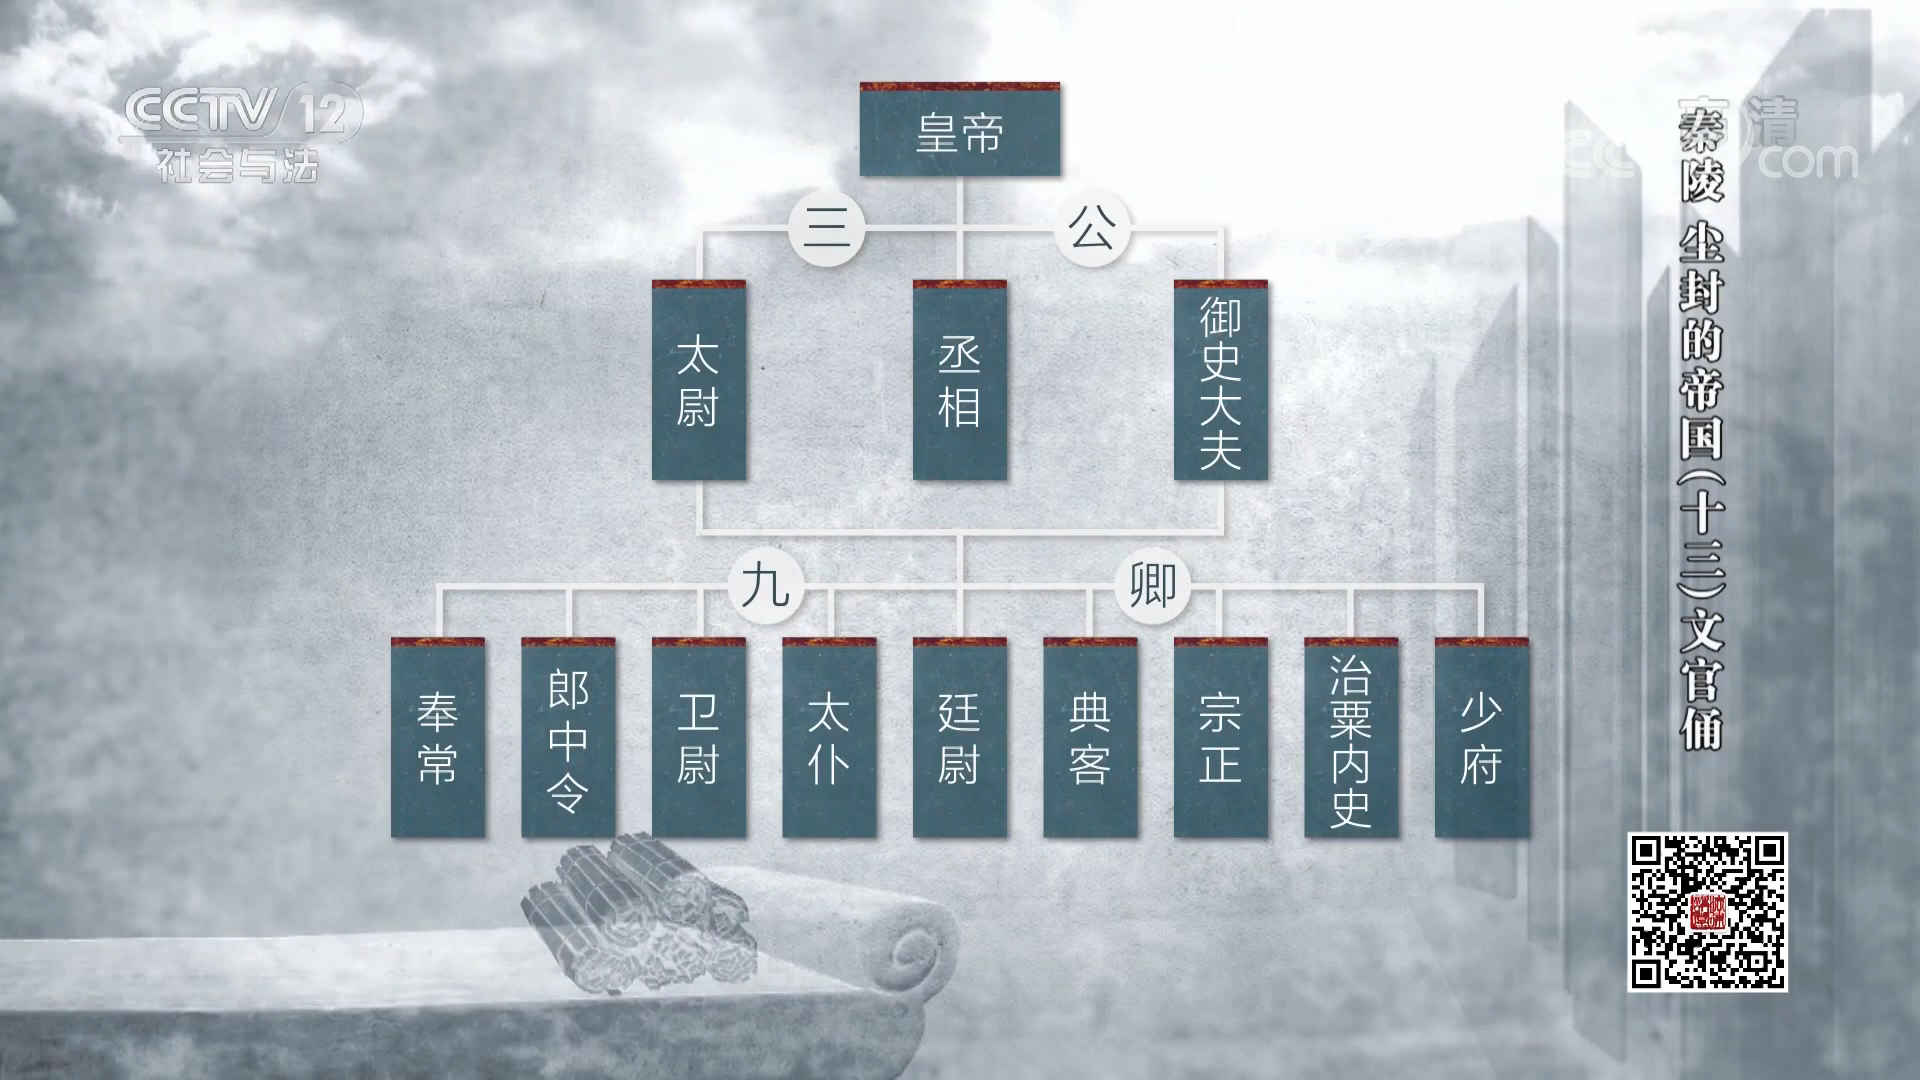 CCTV 12
社会与法
高清
皇帝
三
公
太尉
丞相
御史大夫
九
卿
奉常
郎中令
卫尉
太仆
廷尉
典客
宗正
治粟内史
少府
秦陵 尘封的帝国(十三)文官俑
com